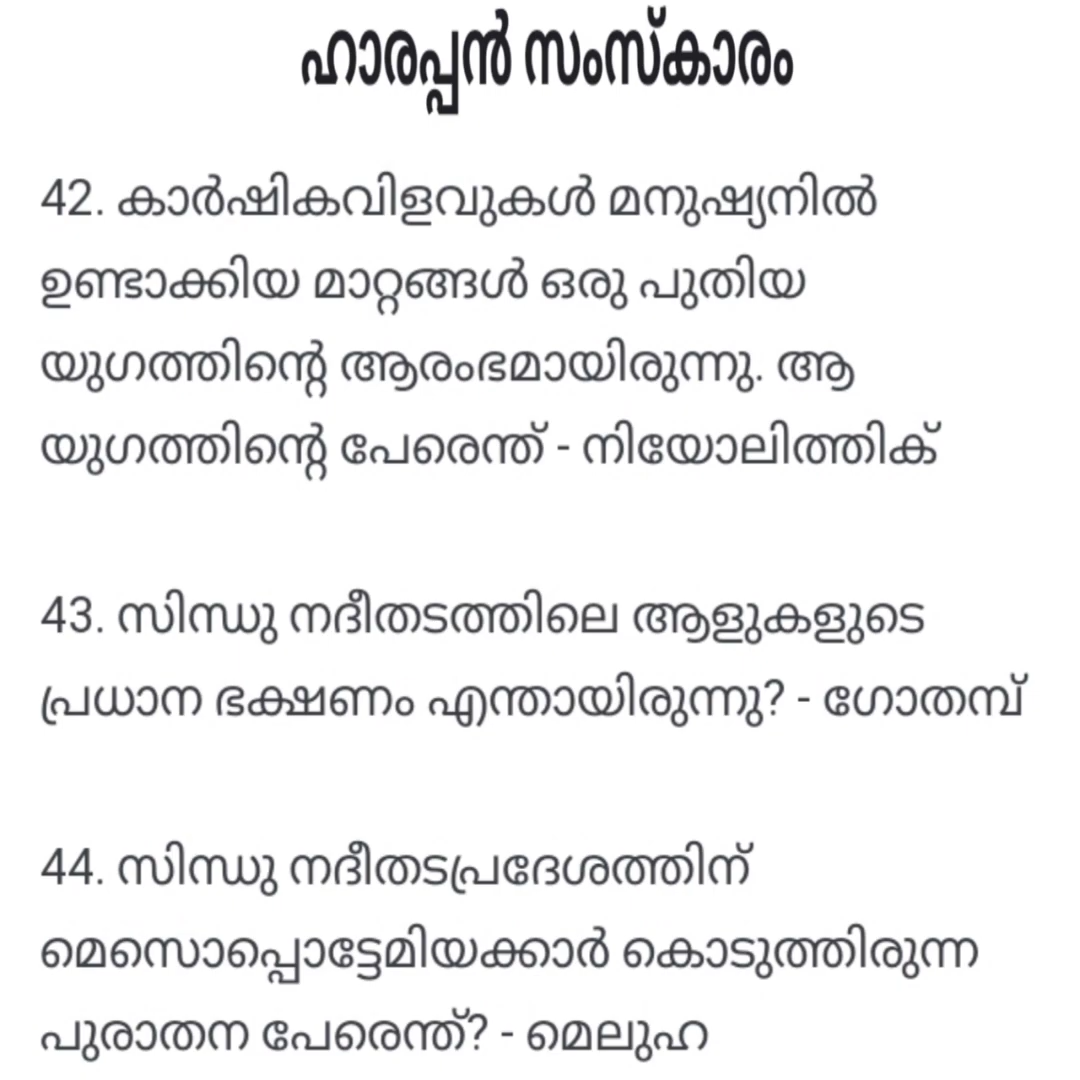 ഹാരപ്പൻ സംസ്കാരം
42. കാർഷികവിളവുകൾ മനുഷ്യനിൽ
ഉണ്ടാക്കിയ മാറ്റങ്ങൾ ഒരു പുതിയ
യുഗത്തിന്റെ ആരംഭമായിരുന്നു. ആ
യുഗത്തിന്റെ പേരെന്ത് - നിയോലിത്തിക്
43. സിന്ധു നദീതടത്തിലെ ആളുകളുടെ
പ്രധാന ഭക്ഷണം എന്തായിരുന്നു? - ഗോതമ്പ്
44. സിന്ധു നദീതടപ്രദേശത്തിന്
മെസൊപ്പൊട്ടേമിയക്കാർ കൊടുത്തിരുന്ന
പുരാതന പേരെന്ത്? - മെലുഹ